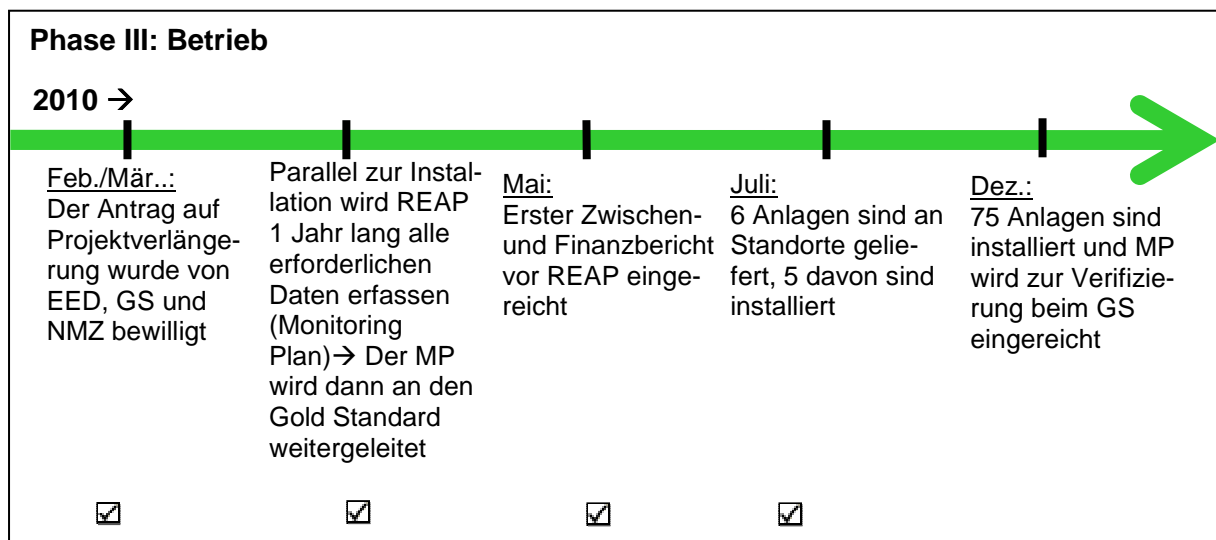 Phase III: Betrieb
2010 →
Feb./Mär..:
Der Antrag auf
Projektverlänge-
rung wurde von
EED, GS und
NMZ bewilligt
Parallel zur Instal-
lation wird REAP
1 Jahr lang alle
erforderlichen
Daten erfassen
(Monitoring
Plan)→ Der MP
wird dann an den
Gold Standard
weitergeleitet
Mai:
Erster Zwischen-
und Finanzbericht
vor REAP einge-
reicht
Juli:
6 Anlagen sind an
Standorte gelie-
fert, 5 davon sind
installiert
Dez.:
75 Anlagen sind
installiert und MP
wird zur Verifizie-
rung beim GS
eingereicht